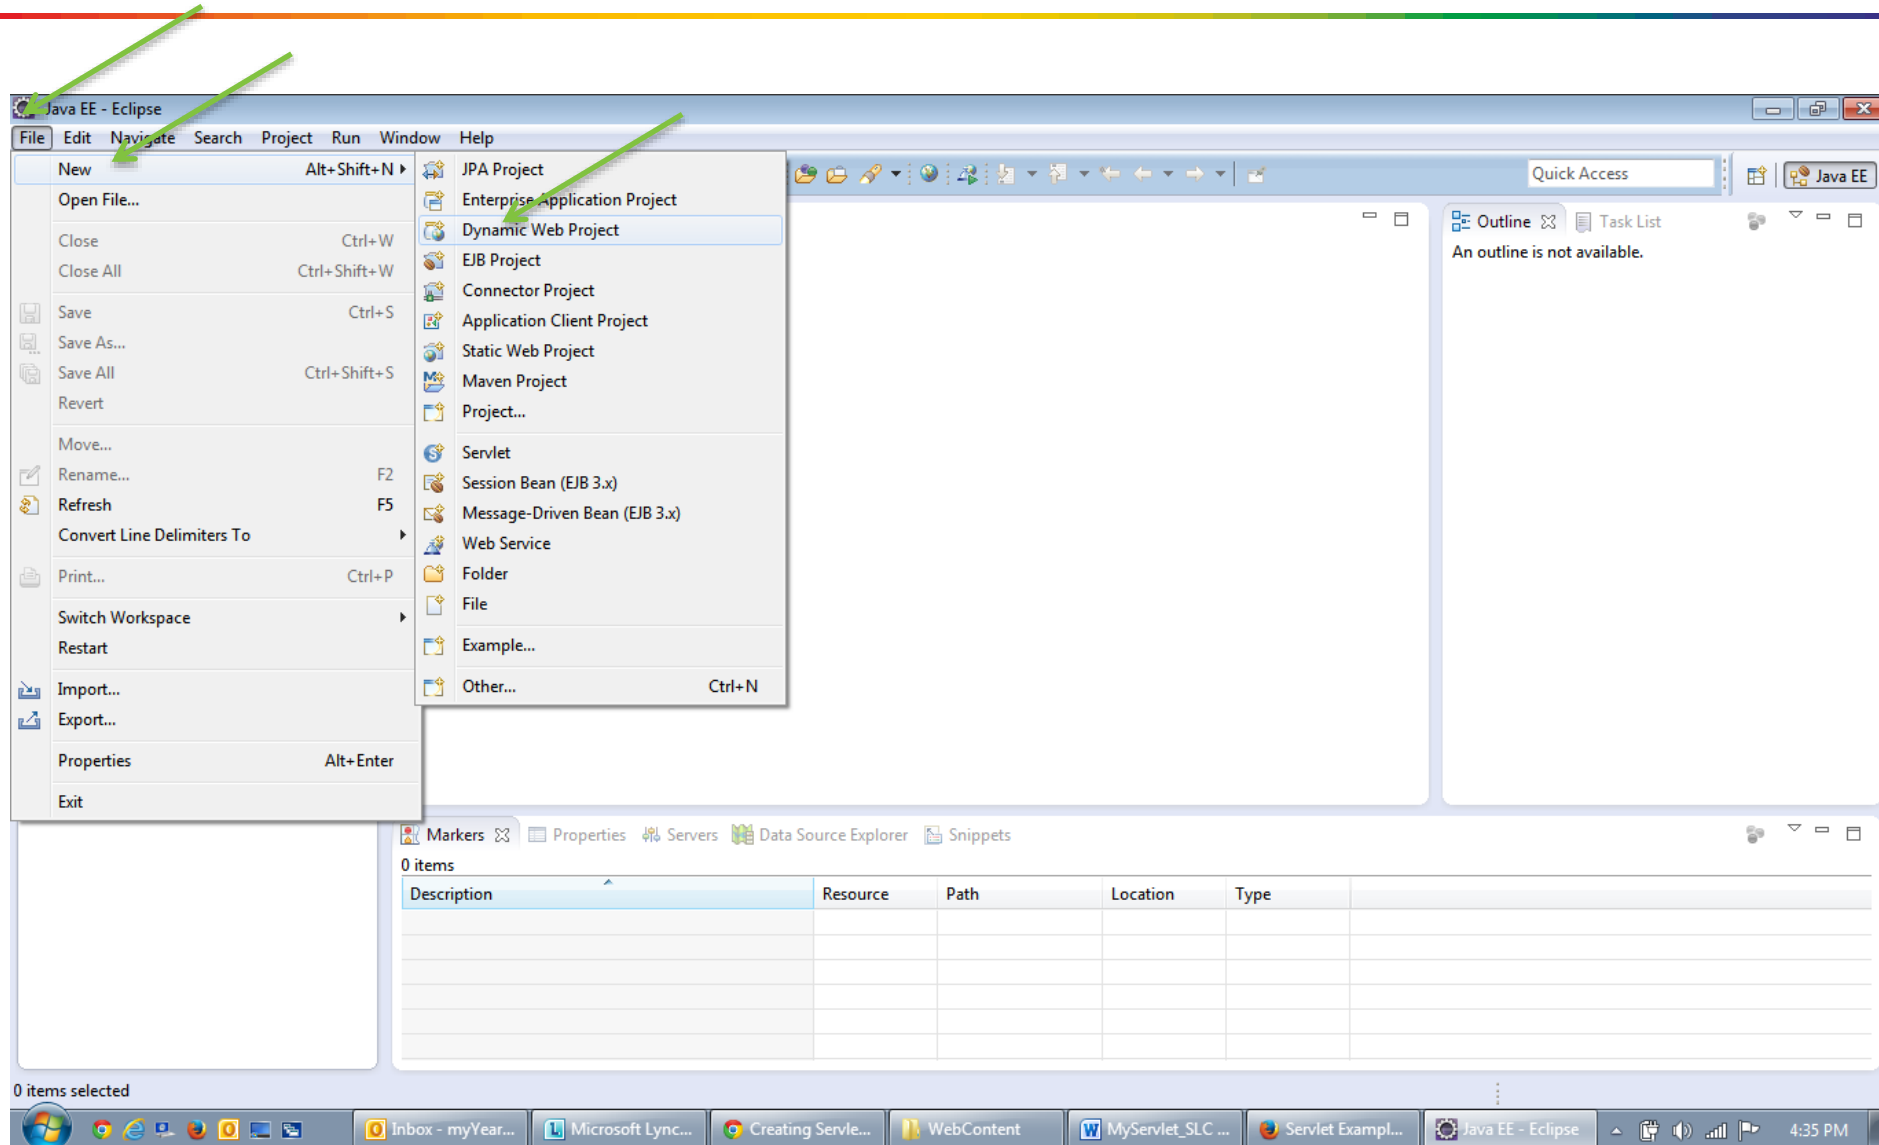 Java EE - Eclipse
File Edit Navigate Search Project Run Window Help
New Alt+Shift+N
Open File...
Close Ctrl+W
Close All Ctrl+Shift+W
Save Ctrl+S
Save As...
Save All Ctrl+Shift+S
Revert
Move...
Rename... F2
Refresh F5
Convert Line Delimiters To
Print... Ctrl+P
Switch Workspace
Restart
Import...
Export...
Properties Alt+Enter
Exit
JPA Project
Enterprise Application Project
Dynamic Web Project
EJB Project
Connector Project
Application Client Project
Static Web Project
Maven Project
Project...
Servlet
Session Bean (EJB 3.x)
Message-Driven Bean (EJB 3.x)
Web Service
Folder
File
Example...
Other... Ctrl+N
Quick Access
Java EE
Outline Task List
An outline is not available.
Markers Properties Servers Data Source Explorer Snippets
0 items
Description Resource Path Location Type
0 items selected
Inbox - myYear... Microsoft Lync... Creating Servle... WebContent MyServlet_SLC ... Servlet Exampl... Java EE - Eclipse 4:35 PM